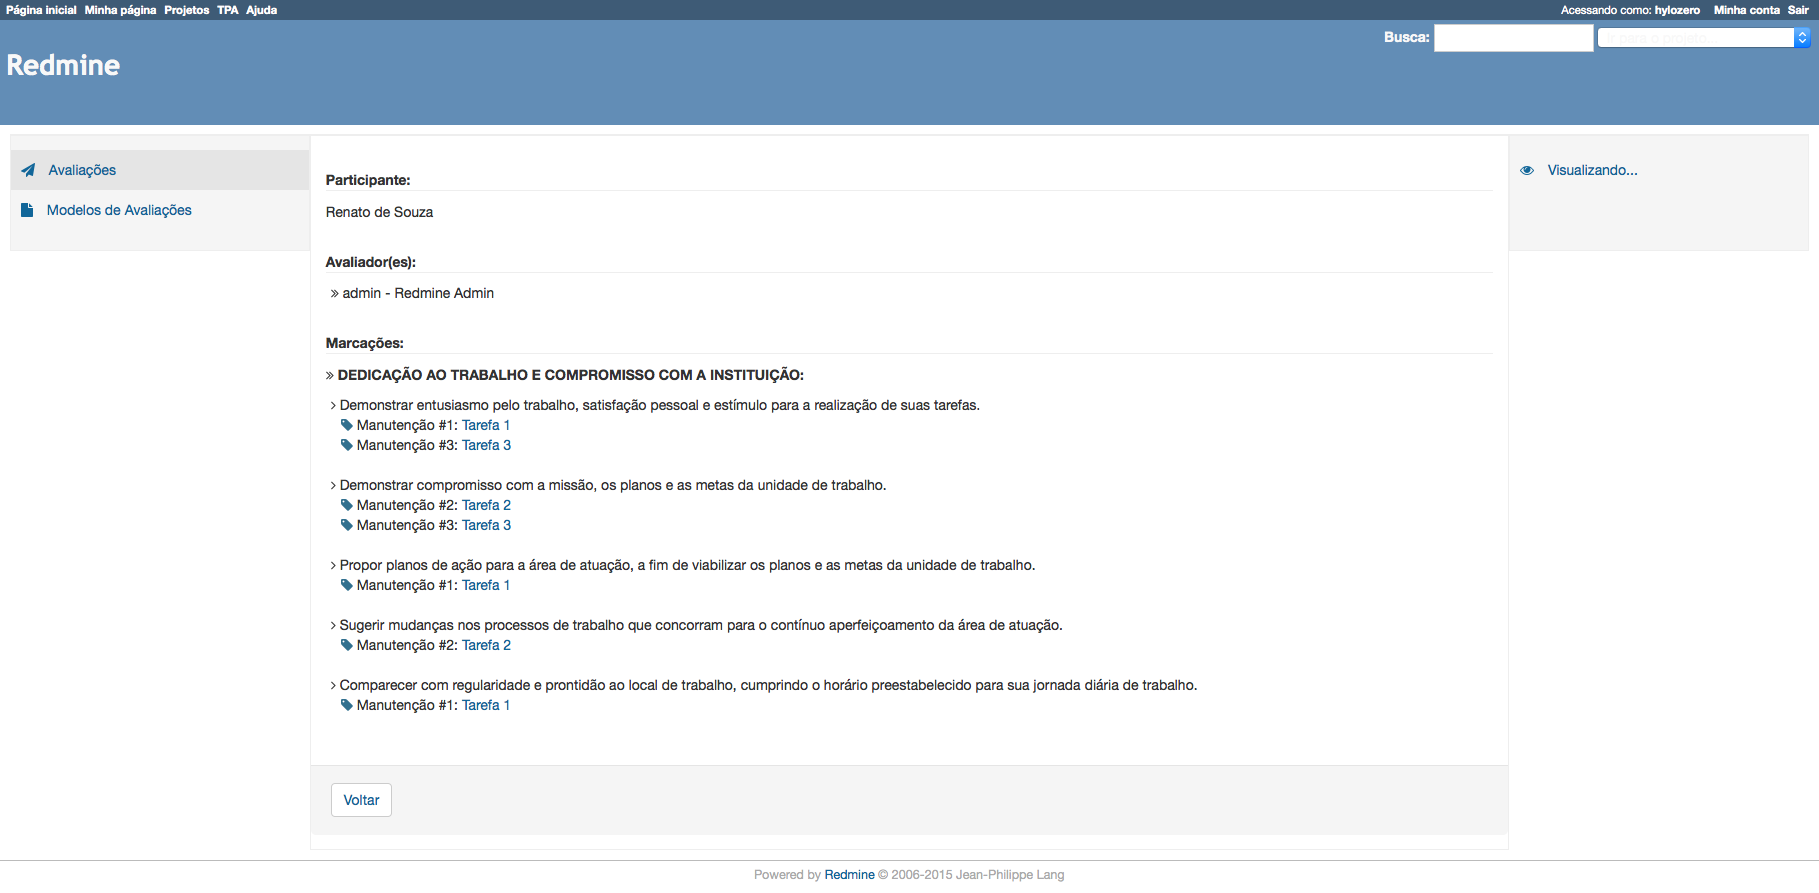 Página inicial Minha página Projetos TPA Ajuda
Acessando como: hylozero Minha conta Sair
Busca:
Redmine
Avaliações
Modelos de Avaliações
Visualizando...
Participante:
Renato de Souza
Avaliador(es):
» admin - Redmine Admin
Marcações:
» DEDICAÇÃO AO TRABALHO E COMPROMISSO COM A INSTITUIÇÃO:
› Demonstrar entusiasmo pelo trabalho, satisfação pessoal e estímulo para a realização de suas tarefas.
Manutenção #1: Tarefa 1
Manutenção #3: Tarefa 3
› Demonstrar compromisso com a missão, os planos e as metas da unidade de trabalho.
Manutenção #2: Tarefa 2
Manutenção #3: Tarefa 3
› Propor planos de ação para a área de atuação, a fim de viabilizar os planos e as metas da unidade de trabalho.
Manutenção #1: Tarefa 1
› Sugerir mudanças nos processos de trabalho que concorram para o contínuo aperfeiçoamento da área de atuação.
Manutenção #2: Tarefa 2
› Comparecer com regularidade e prontidão ao local de trabalho, cumprindo o horário preestabelecido para sua jornada diária de trabalho.
Manutenção #1: Tarefa 1
Voltar
Powered by Redmine © 2006-2015 Jean-Philippe Lang